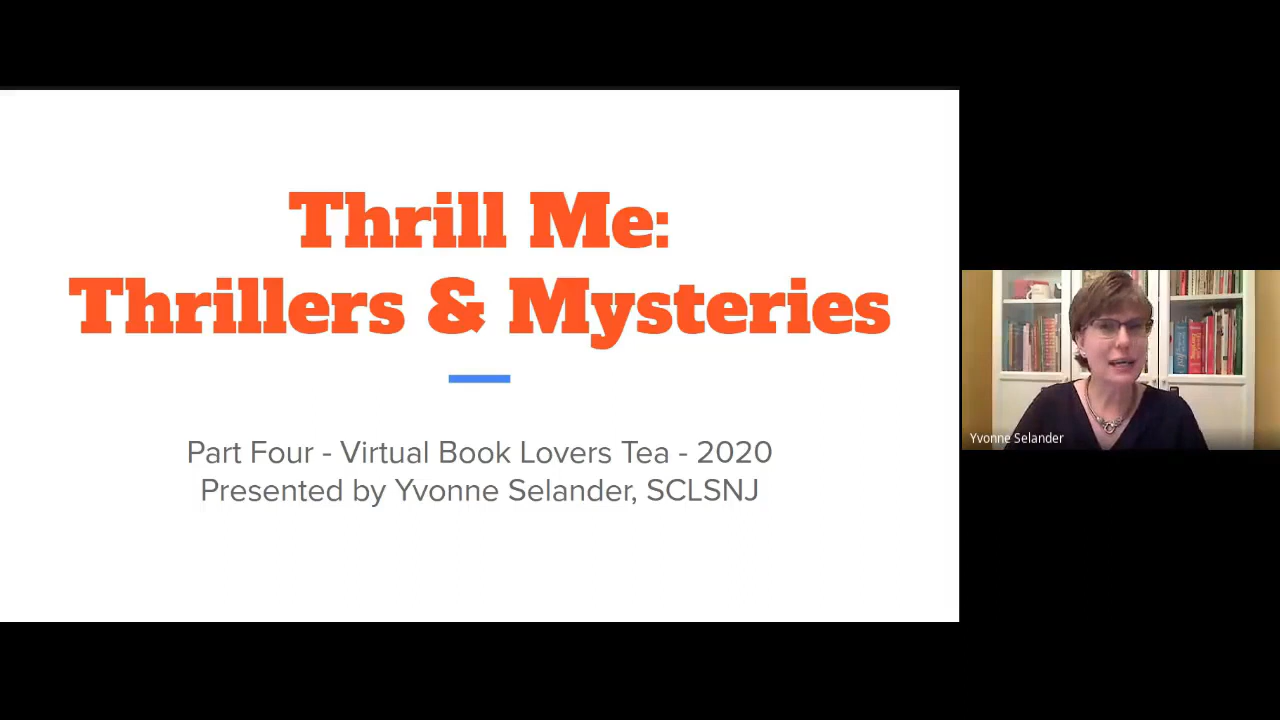 Thrill Me:
Thrillers & Mysteries
Part Four - Virtual Book Lovers Tea - 2020
Presented by Yvonne Selander, SCLSNJ
Yvonne Selander